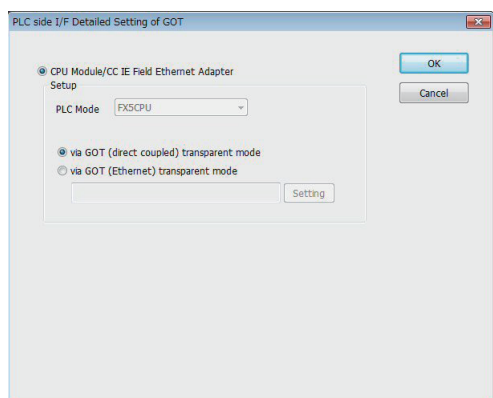 PLC side I/F Detailed Setting of GOT
OK
CPU Module/CC IE Field Ethernet Adapter
Setup
Cancel
PLC Mode FX5CPU
via GOT (direct coupled) transparent mode
via GOT (Ethernet) transparent mode
Setting